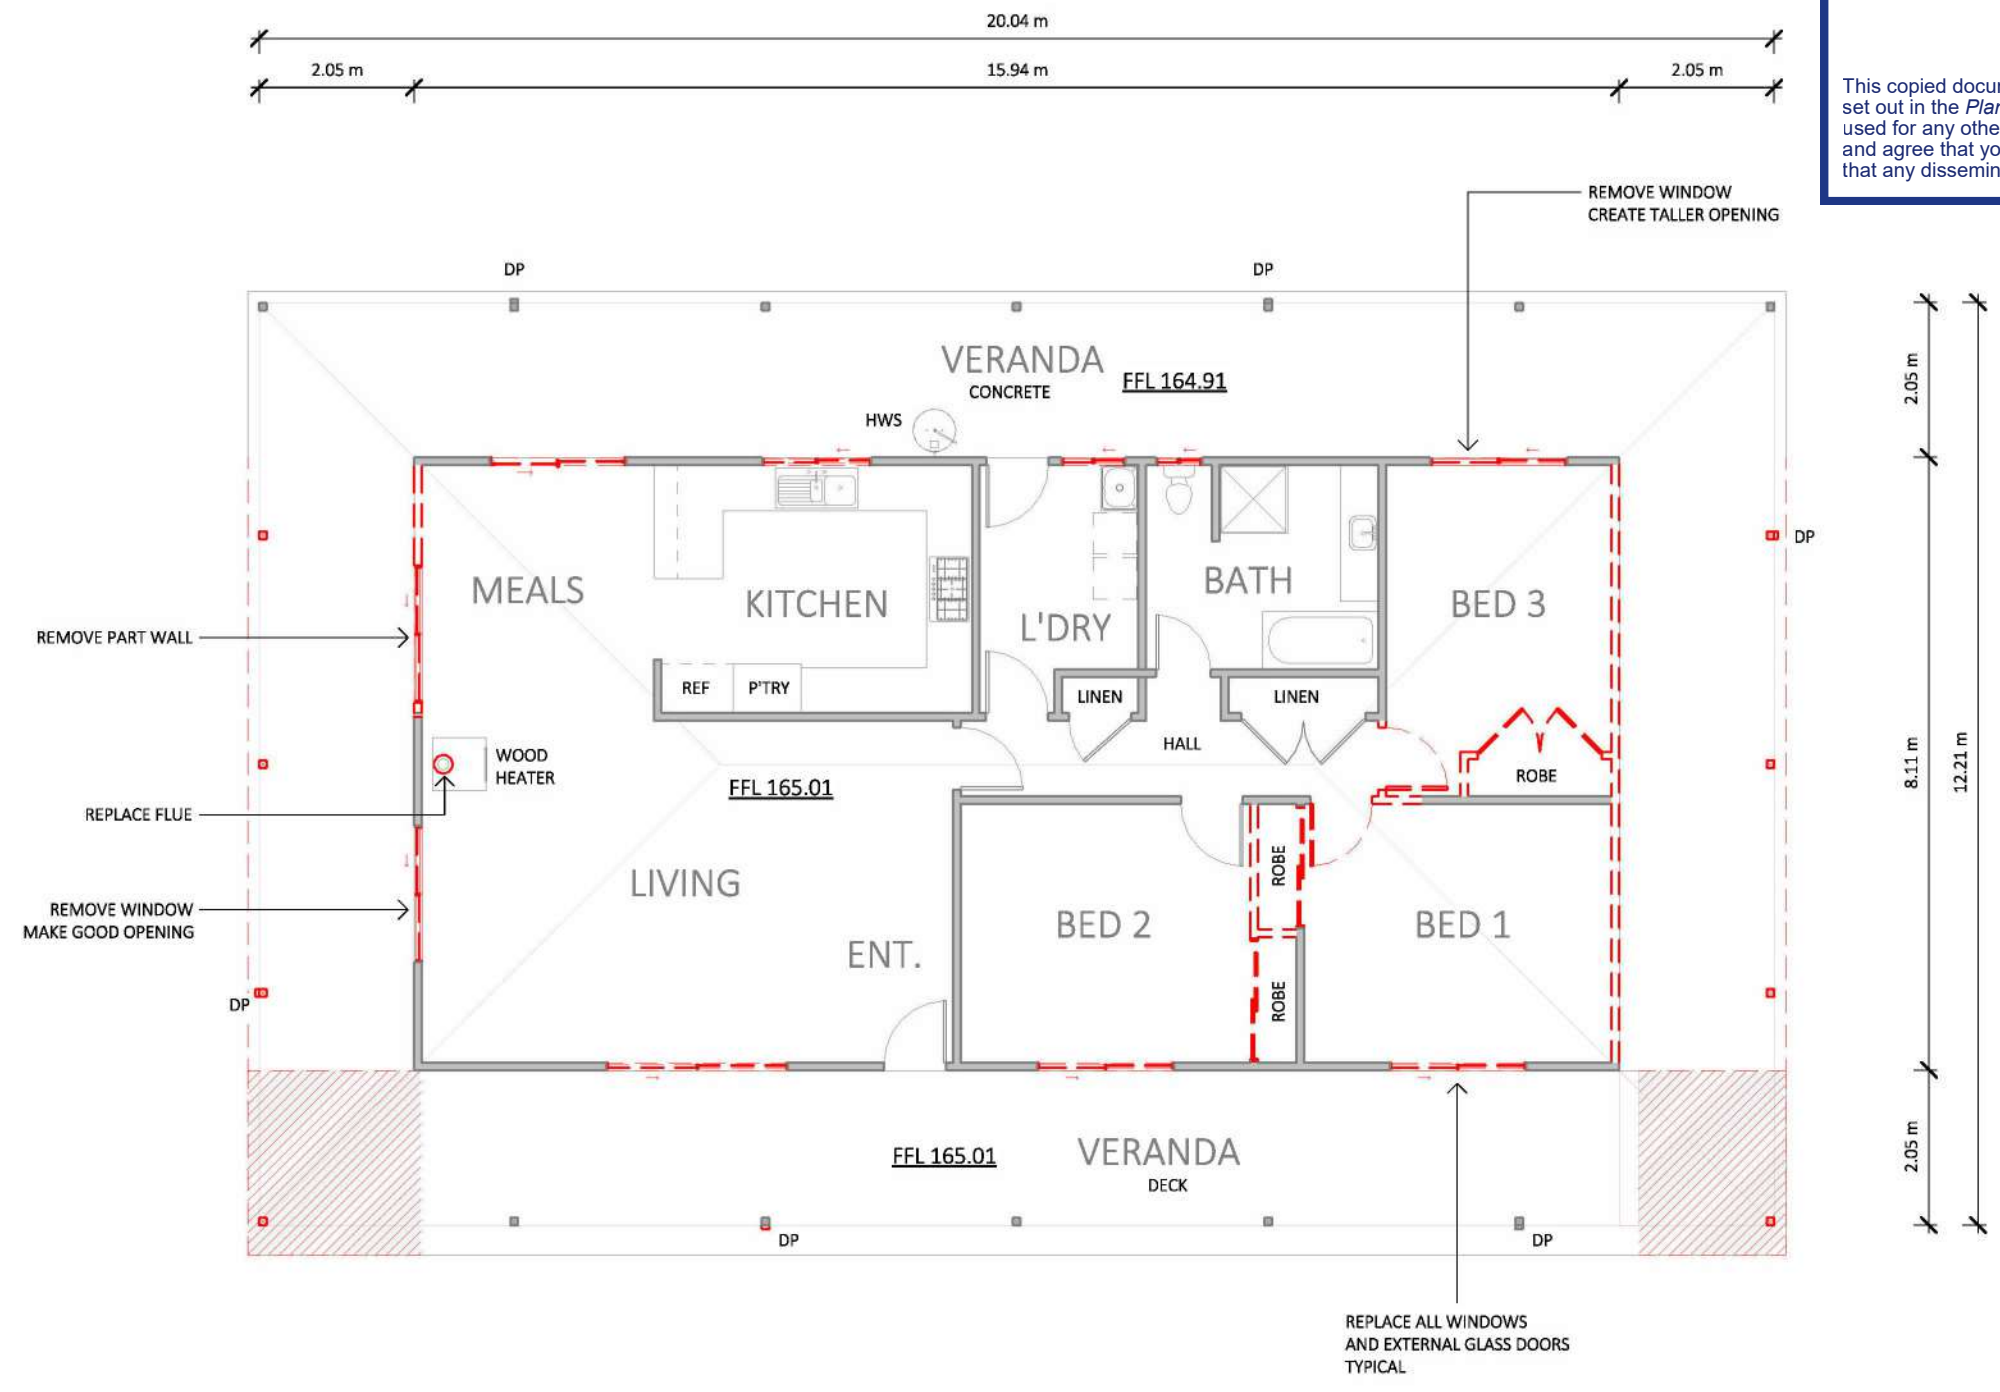 20.04 m
2.05 m
15.94 m
2.05 m
This copied docu
set out in the Plan
used for any othe
and agree that yo
that any dissemin
REMOVE WINDOW
CREATE TALLER OPENING
DP
DP
VERANDA
CONCRETE
FFL 164.91
HWS
2.05 m
DP
MEALS
KITCHEN
L'DRY
BATH
BED 3
REMOVE PART WALL
REF
P'TRY
LINEN
LINEN
HALL
WOOD
HEATER
ROBE
8.11 m
12.21 m
FFL 165.01
REPLACE FLUE
LIVING
ROBE
REMOVE WINDOW
MAKE GOOD OPENING
BED 2
BED 1
ENT.
ROBE
DP
FFL 165.01
VERANDA
DECK
2.05 m
DP
DP
REPLACE ALL WINDOWS
AND EXTERNAL GLASS DOORS
TYPICAL